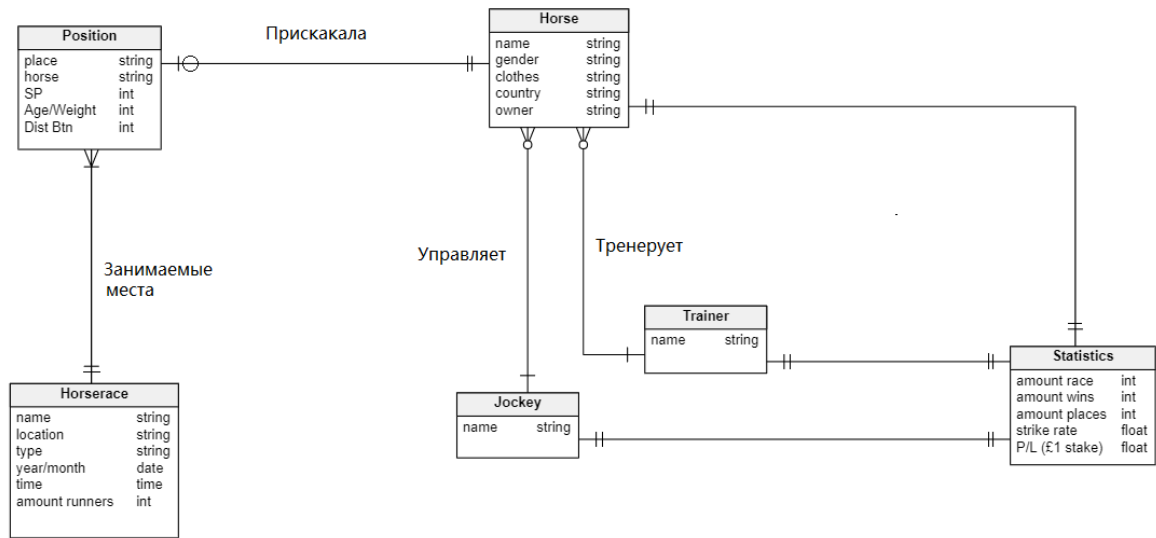 Position
place string
horse string
SP int
Age/Weight int
Dist Btn int
Прискакала
Horse
name string
gender string
clothes string
country string
owner string
Занимаемые
места
Управляет
Тренерует
Horserace
name string
location string
type string
year/month date
time time
amount runners int
Jockey
name string
Trainer
name string
Statistics
amount race int
amount wins int
amount places int
strike rate float
P/L (£1 stake) float